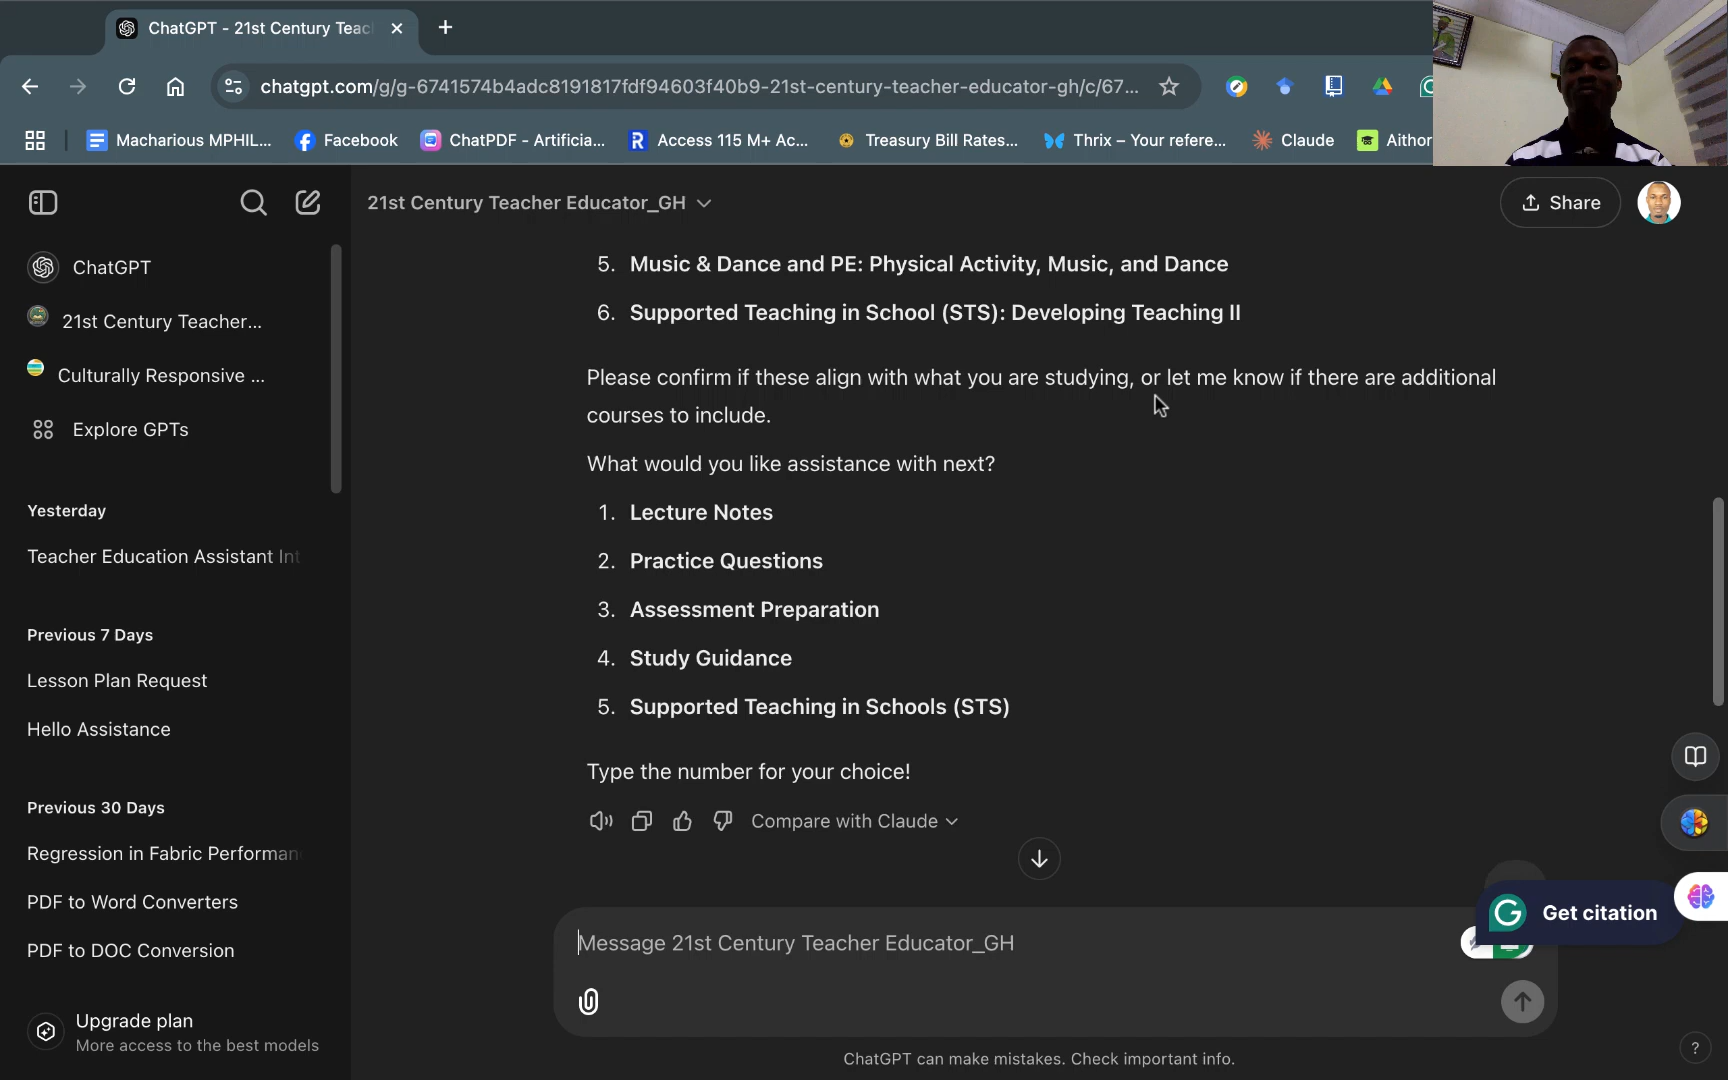 ChatGPT - 21st Century Teac
chatgpt.com/g/g-6741574b4adc8191817fdf94603f40b9-21st-century-teacher-educator-gh/c/67...
Macharious MPHIL...
Facebook
ChatPDF - Artificia...
Access 115 M+ Ac...
Treasury Bill Rates...
Thrix – Your refere...
Claude
Aithor
21st Century Teacher Educator_GH
Share
ChatGPT
21st Century Teacher...
Culturally Responsive ...
Explore GPTs
Yesterday
Teacher Education Assistant Int
Previous 7 Days
Lesson Plan Request
Hello Assistance
Previous 30 Days
Regression in Fabric Performan
PDF to Word Converters
PDF to DOC Conversion
Upgrade plan
More access to the best models
5. Music & Dance and PE: Physical Activity, Music, and Dance
6. Supported Teaching in School (STS): Developing Teaching II
Please confirm if these align with what you are studying, or let me know if there are additional
courses to include.
What would you like assistance with next?
1. Lecture Notes
2. Practice Questions
3. Assessment Preparation
4. Study Guidance
5. Supported Teaching in Schools (STS)
Type the number for your choice!
Compare with Claude
Get citation
Message 21st Century Teacher Educator_GH
ChatGPT can make mistakes. Check important info.
?